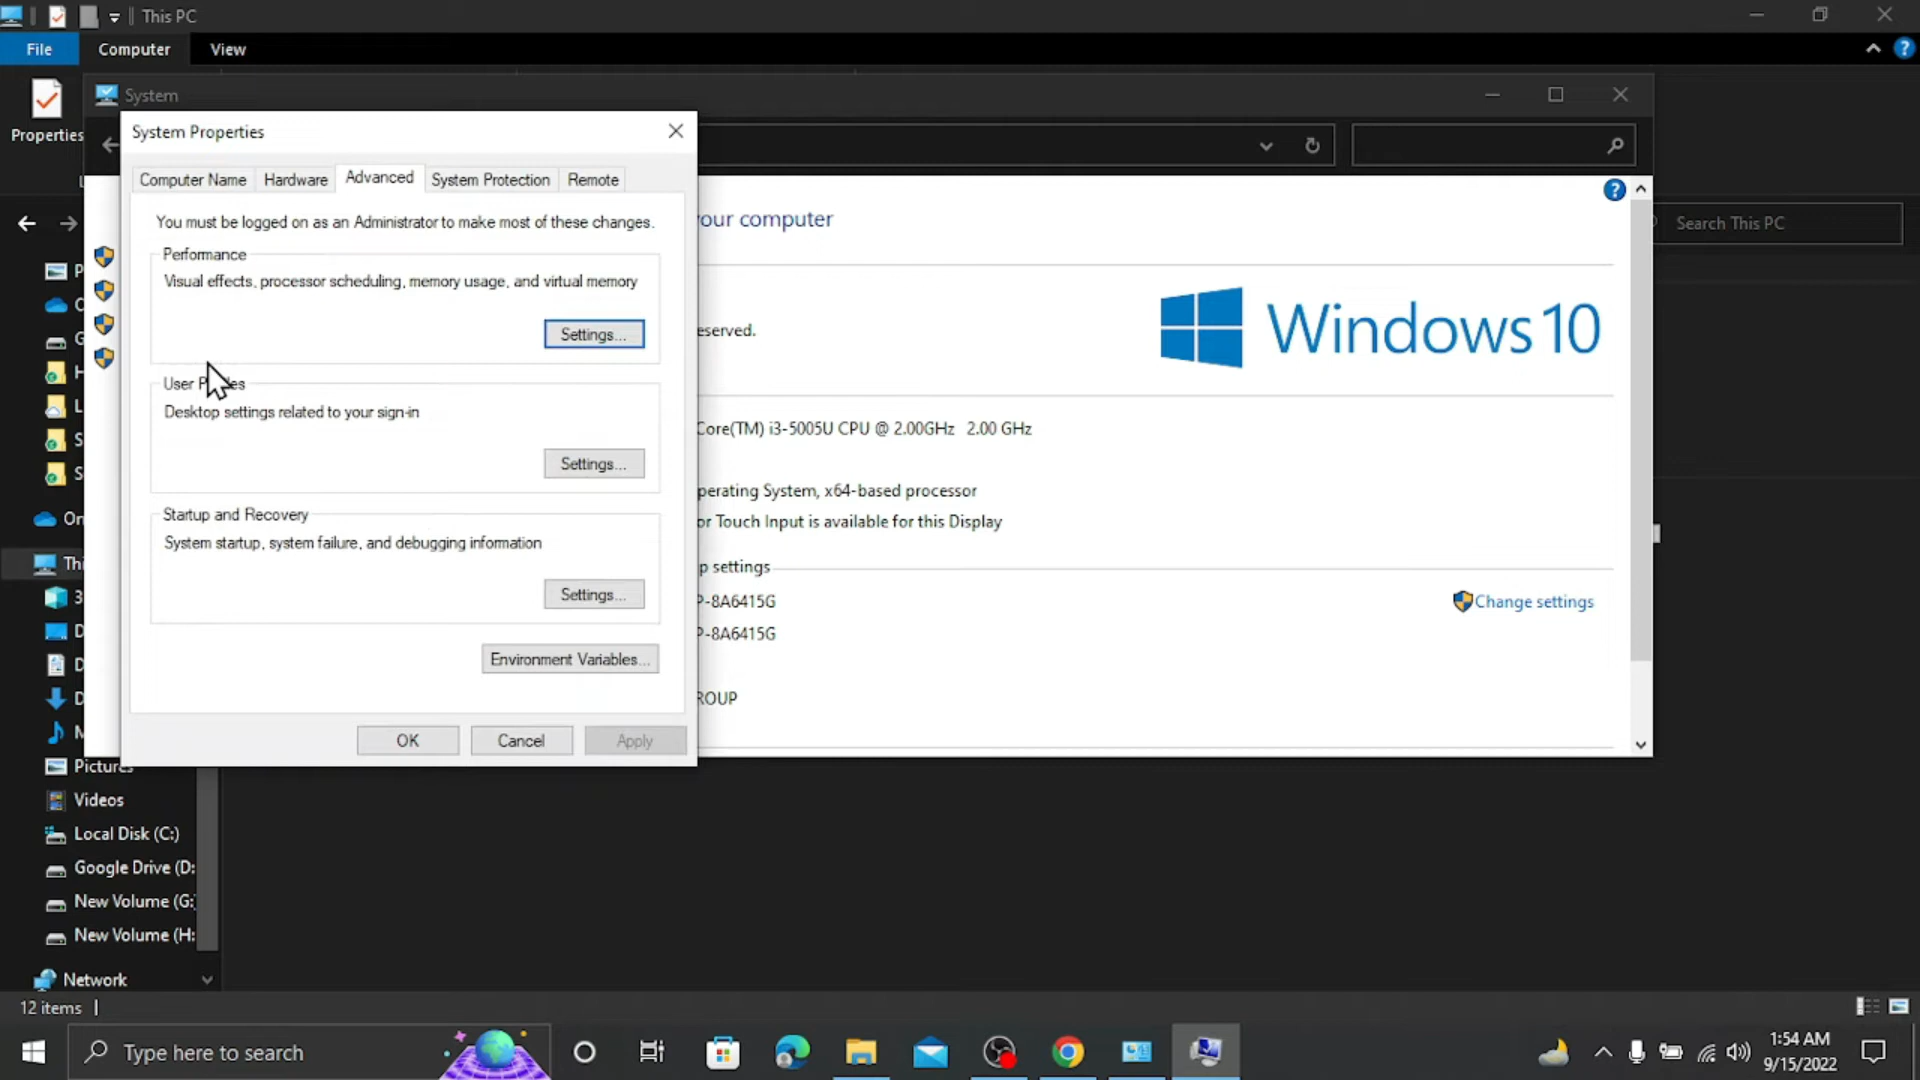 This PC
File Computer View
System
Properties
System Properties
Computer Name Hardware Advanced System Protection Remote
You must be logged on as an Administrator to make most of these changes.
Performance
Visual effects, processor scheduling, memory usage, and virtual memory
Settings...
User
Desktop settings related to your sign-in
Settings...
Startup and Recovery
System startup, system failure, and debugging information
Settings...
Environment Variables...
OK Cancel Apply
your computer
eserved.
Windows 10
Core(TM) i3-5005U CPU @ 2.00GHz 2.00 GHz
perating System, x64-based processor
or Touch Input is available for this Display
p settings
P-8A6415G
Change settings
P-8A6415G
ROUP
Search This PC
Pictures
Videos
Local Disk (C:)
Google Drive (D:
New Volume (G:
New Volume (H:
Network
12 items
Type here to search
1:54 AM
9/15/2022